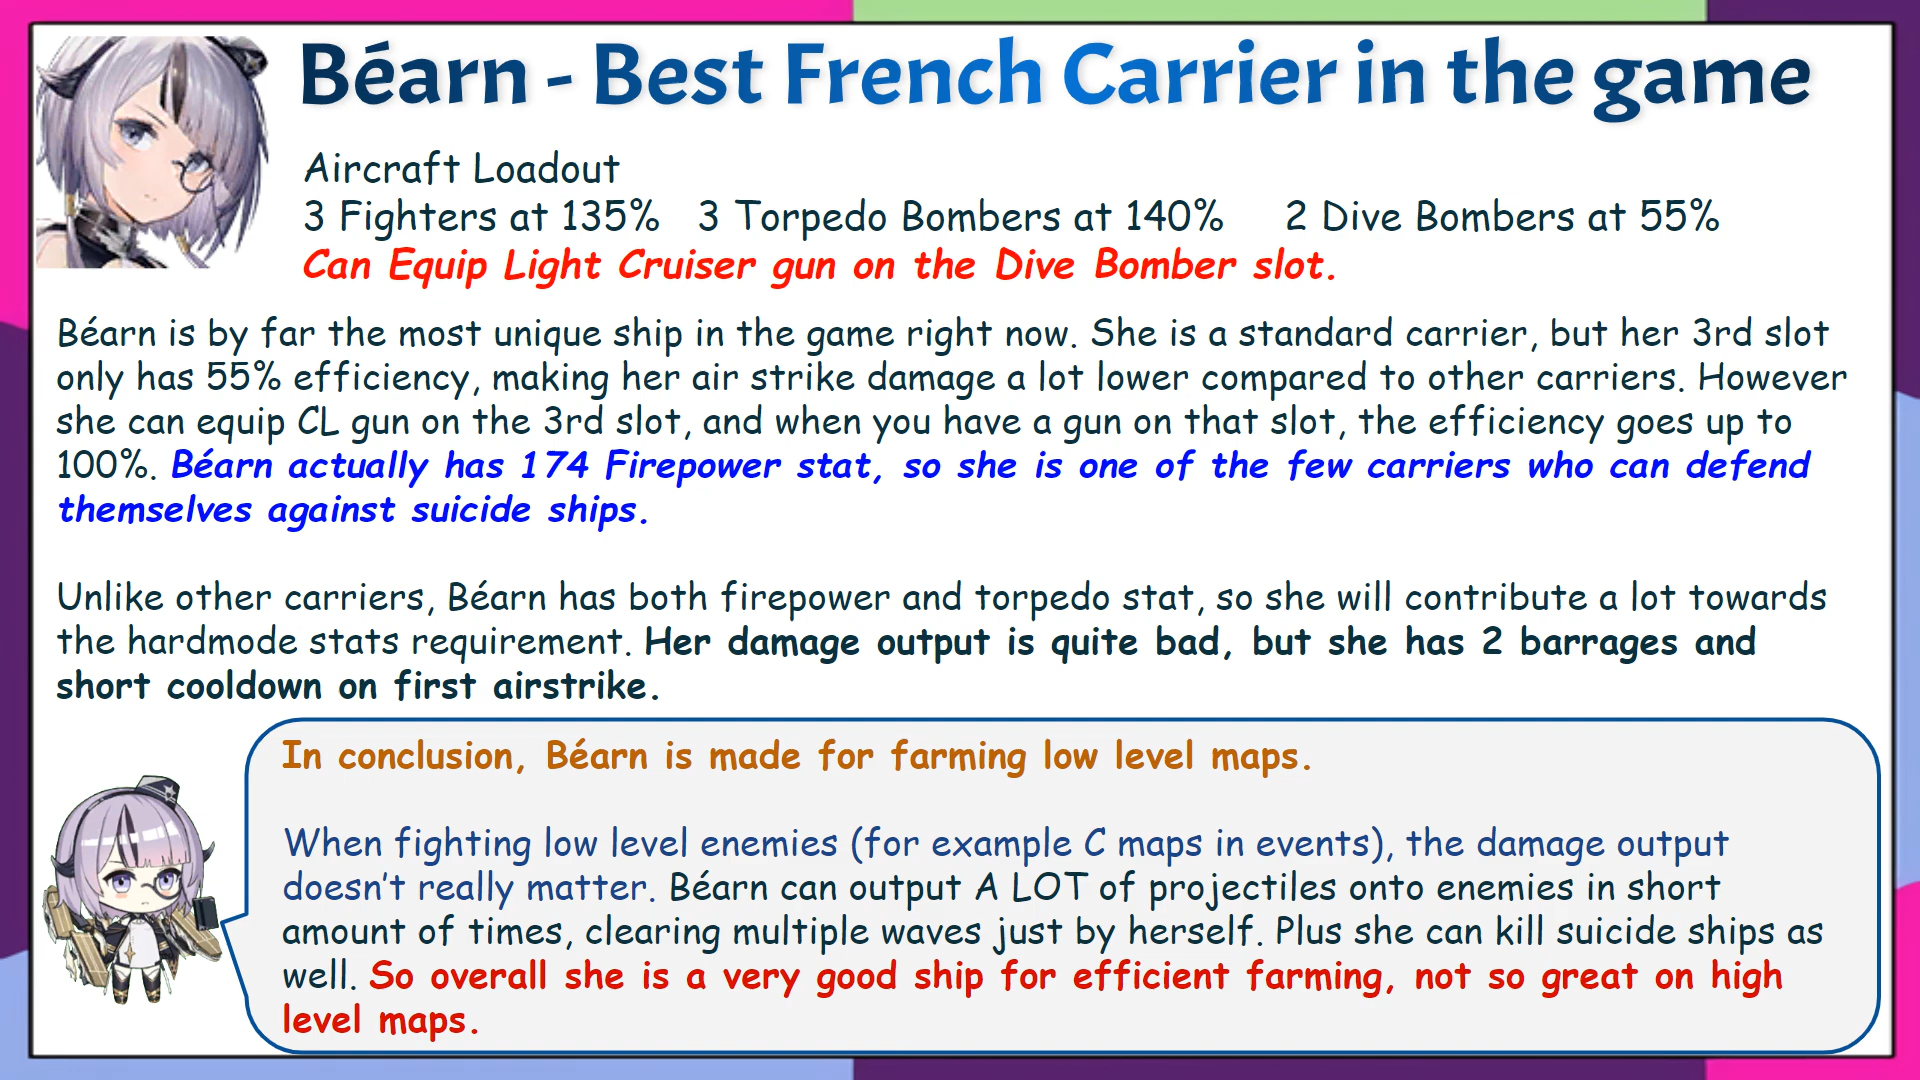 Béarn - Best French Carrier in the game
Aircraft Loadout
3 Fighters at 135% 3 Torpedo Bombers at 140% 2 Dive Bombers at 55%
Can Equip Light Cruiser gun on the Dive Bomber slot.
Béarn is by far the most unique ship in the game right now. She is a standard carrier, but her 3rd slot
only has 55% efficiency, making her air strike damage a lot lower compared to other carriers. However
she can equip CL gun on the 3rd slot, and when you have a gun on that slot, the efficiency goes up to
100%. Béarn actually has 174 Firepower stat, so she is one of the few carriers who can defend
themselves against suicide ships.
Unlike other carriers, Béarn has both firepower and torpedo stat, so she will contribute a lot towards
the hardmode stats requirement. Her damage output is quite bad, but she has 2 barrages and
short cooldown on first airstrike.
In conclusion, Béarn is made for farming low level maps.
When fighting low level enemies (for example C maps in events), the damage output
doesn't really matter. Béarn can output A LOT of projectiles onto enemies in short
amount of times, clearing multiple waves just by herself. Plus she can kill suicide ships as
well. So overall she is a very good ship for efficient farming, not so great on high
level maps.